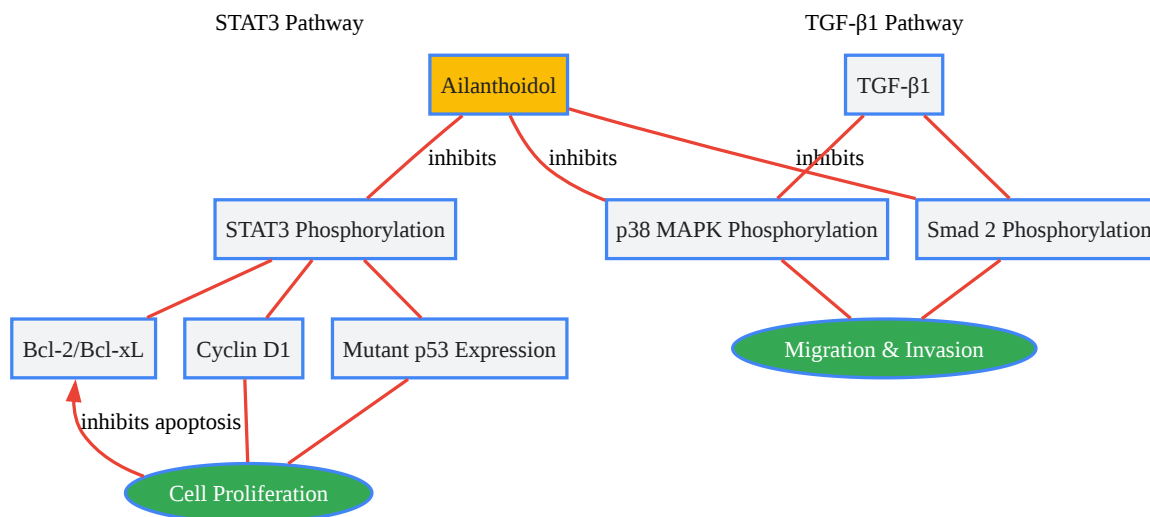 STAT3 Pathway
TGF-β1 Pathway
Ailanthoidol
TGF-β1
inhibits
inhibits
inhibits
STAT3 Phosphorylation
p38 MAPK Phosphorylation
Smad 2 Phosphorylation
Bcl-2/Bcl-xL
Cyclin D1
Mutant p53 Expression
Migration & Invasion
inhibits apoptosis
Cell Proliferation